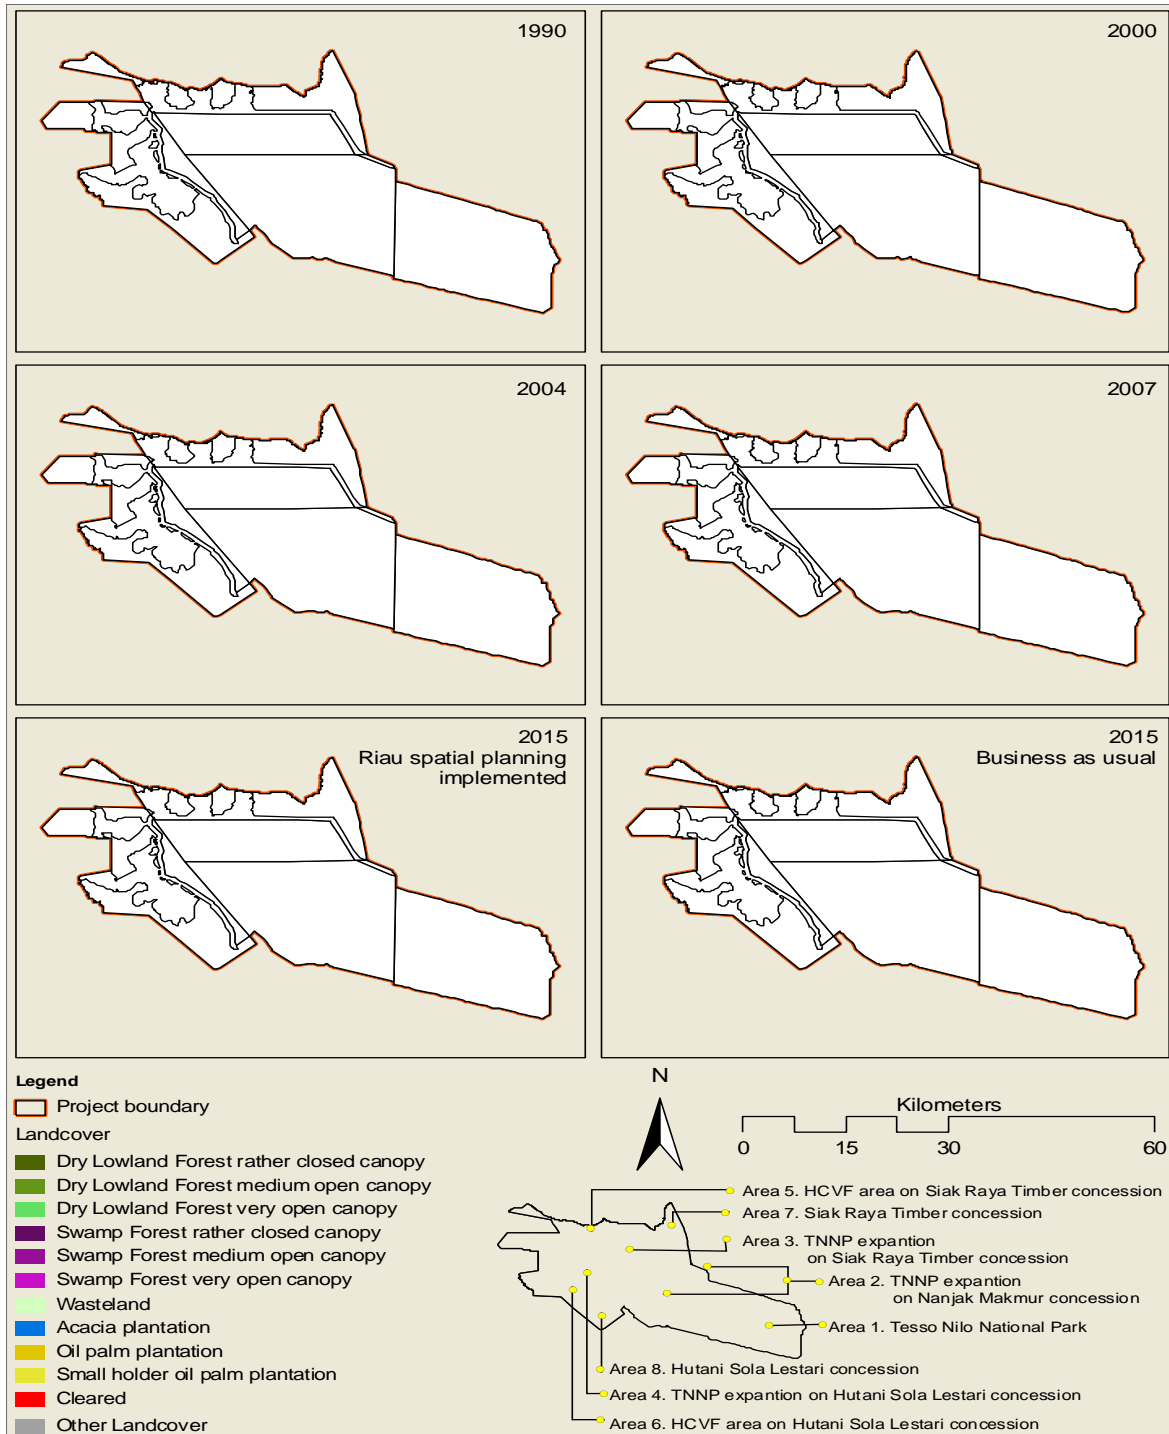 1990
2000
2004
2007
2015
Riau spatial planning
implemented
2015
Business as usual
Legend
Project boundary
Landcover
Dry Lowland Forest rather closed canopy
Dry Lowland Forest medium open canopy
Dry Lowland Forest very open canopy
Swamp Forest rather closed canopy
Swamp Forest medium open canopy
Swamp Forest very open canopy
Wasteland
Acacia plantation
Oil palm plantation
Small holder oil palm plantation
Cleared
Other Landcover
N
Kilometers
0 15 30 60
Area 5. HCVF area on Siak Raya Timber concession
Area 7. Siak Raya Timber concession
Area 3. TNNP expantion
on Siak Raya Timber concession
Area 2. TNNP expantion
on Nanjak Makmur concession
Area 1. Tesso Nilo National Park
Area 8. Hutani Sola Lestari concession
Area 4. TNNP expantion on Hutani Sola Lestari concession
Area 6. HCVF area on Hutani Sola Lestari concession